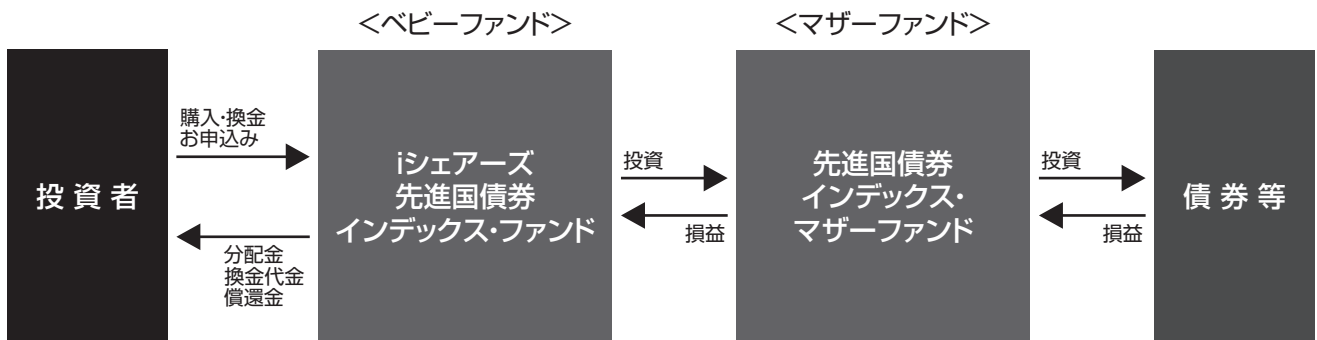 ＜ベビーファンド＞
＜マザーファンド＞
投資者
購入･換金
お申込み
分配金
換金代金
償還金
iシェアーズ
先進国債券
インデックス･ファンド
投資
損益
先進国債券
インデックス･
マザーファンド
投資
損益
債券等